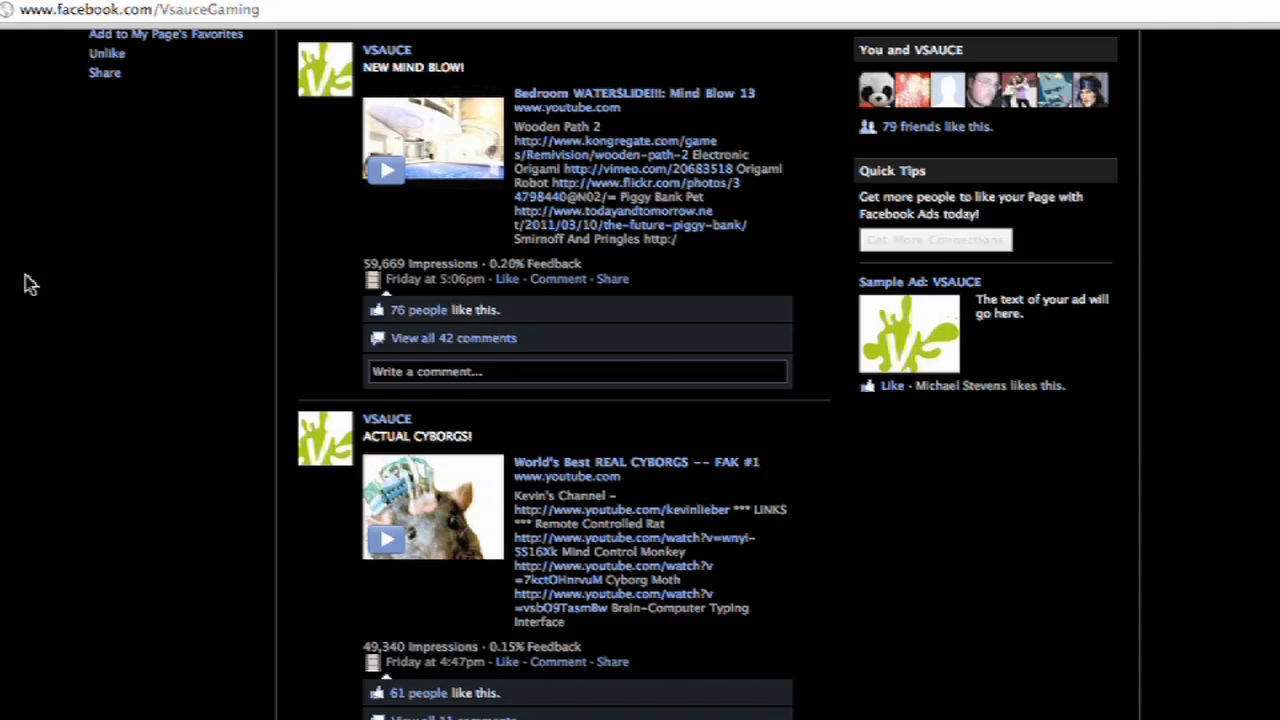 www.facebook.com/VsauceGaming
Add to My Page's Favorites
Unlike
Share
VSAUCE
NEW MIND BLOW!
Bedroom WATERSLIDE!!!: Mind Blow 13
www.youtube.com
Wooden Path 2
http://www.kongregate.com/game
s/Remivision/wooden-path-2 Electronic
Origami http://vimeo.com/20683518 Origami
Robot http://www.flickr.com/photos/3
4798440@N02/= Piggy Bank Pet
http://www.todayandtomorrow.ne
t/2011/03/10/the-future-piggy-bank/
Smirnoff And Pringles http:/
59,669 Impressions · 0.20% Feedback
Friday at 5:06pm · Like · Comment · Share
76 people like this.
View all 42 comments
Write a comment...
VSAUCE
ACTUAL CYBORGS!
World's Best REAL CYBORGS -- FAK #1
www.youtube.com
Kevin's Channel -
http://www.youtube.com/kevinlieber *** LINKS
*** Remote Controlled Rat
http://www.youtube.com/watch?v=wnyi-
5S16Xk Mind Control Monkey
http://www.youtube.com/watch?v
=7kctOHnrvuM Cyborg Moth
http://www.youtube.com/watch?v
=vsbO9TasmBw Brain-Computer Typing
Interface
49,340 Impressions · 0.15% Feedback
Friday at 4:47pm · Like · Comment · Share
61 people like this.
View all 11 comments
You and VSAUCE
79 friends like this.
Quick Tips
Get more people to like your Page with
Facebook Ads today!
Get More Connections
Sample Ad: VSAUCE
The text of your ad will
go here.
Like · Michael Stevens likes this.